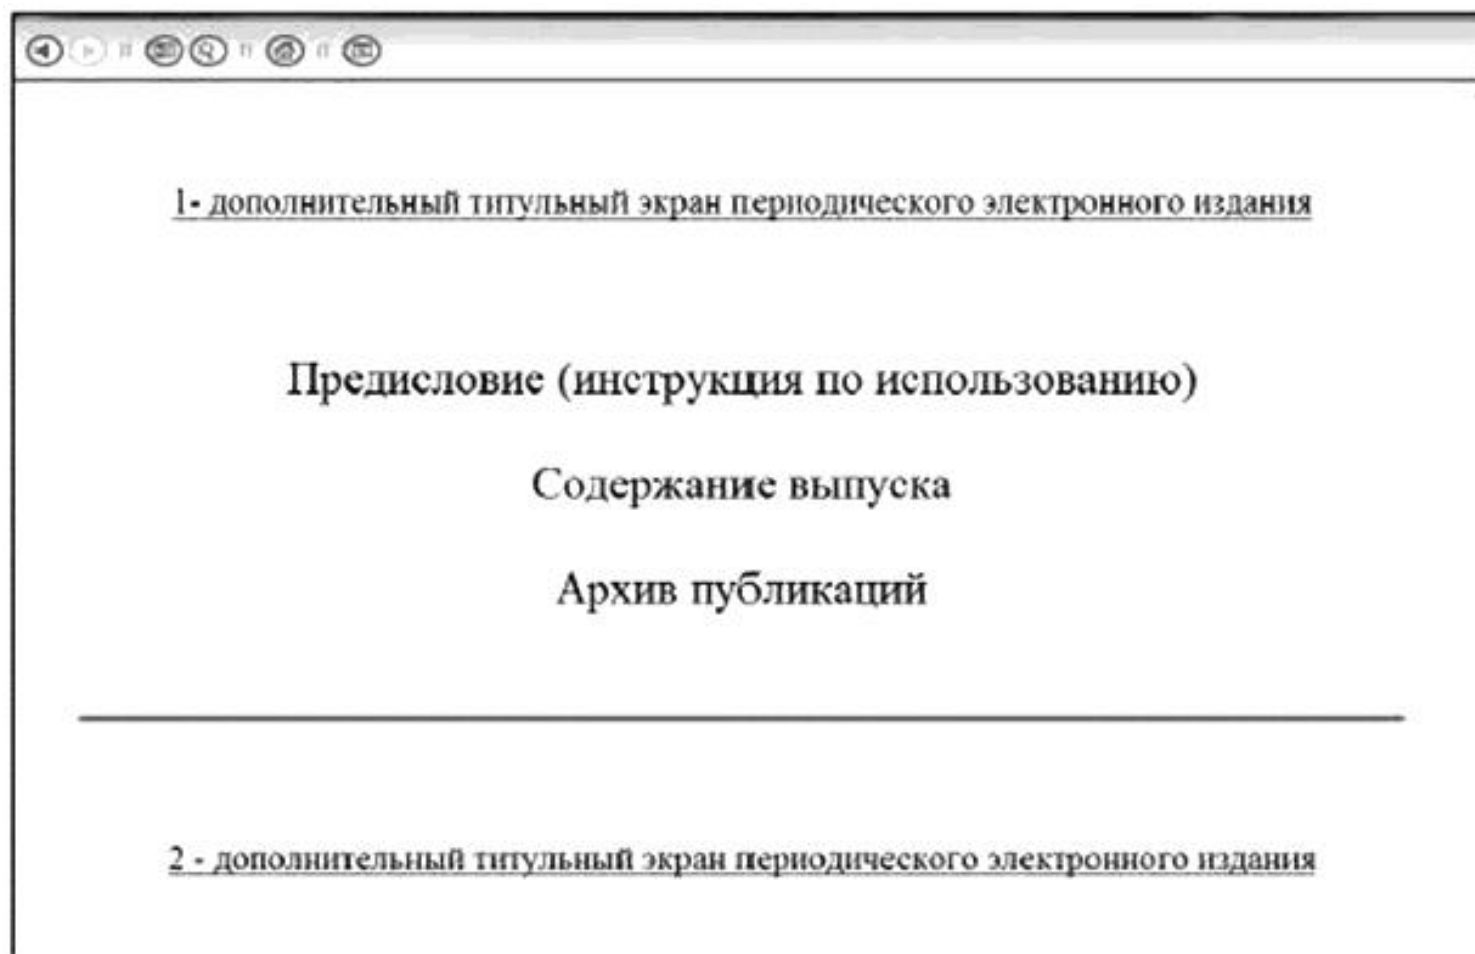 1- дополнительный титульный экран периодического электронного издания
Предисловие (инструкция по использованию)
Содержание выпуска
Архив публикаций
2 - дополнительный титульный экран периодического электронного издания